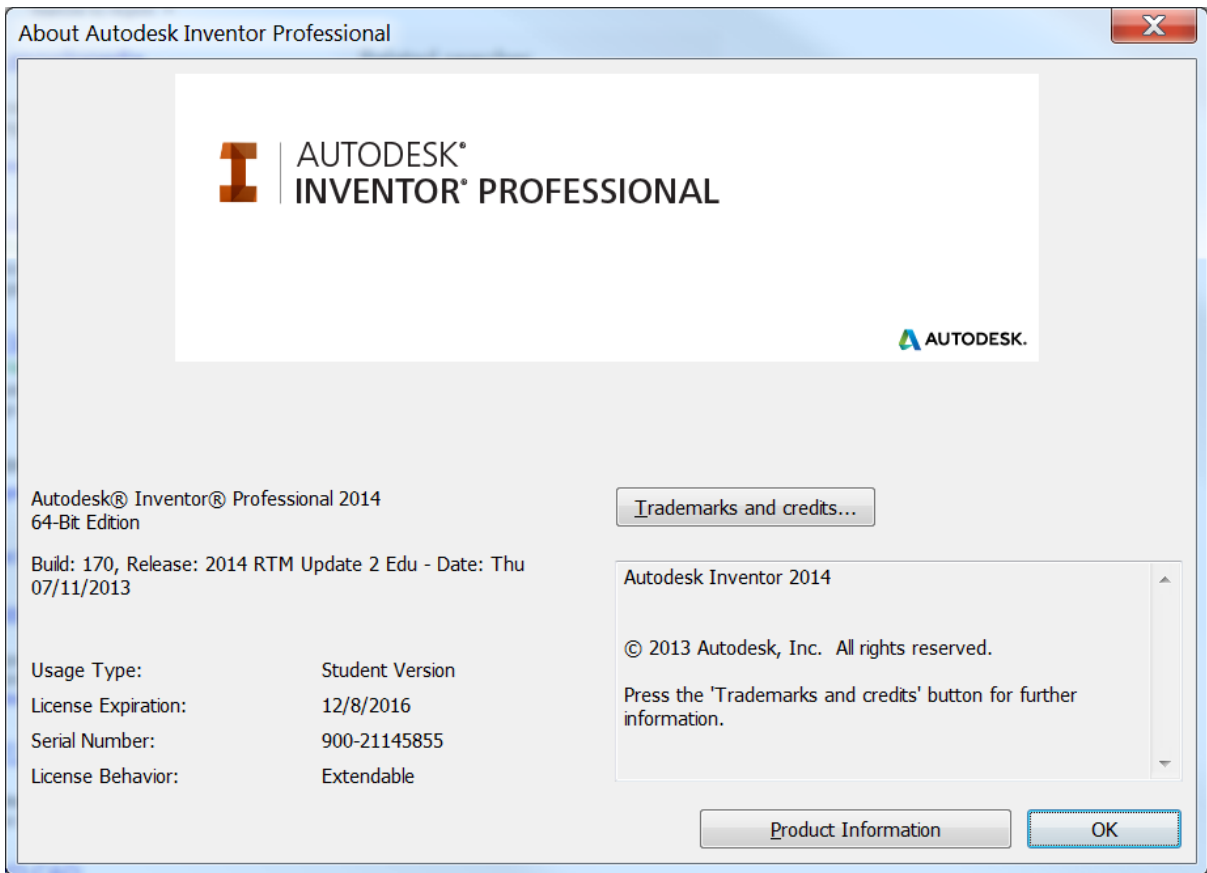 About Autodesk Inventor Professional
X
AUTODESK®
INVENTOR® PROFESSIONAL
AUTODESK.
Autodesk® Inventor® Professional 2014
64-Bit Edition
Build: 170, Release: 2014 RTM Update 2 Edu - Date: Thu
07/11/2013
Usage Type: Student Version
License Expiration: 12/8/2016
Serial Number: 900-21145855
License Behavior: Extendable
Trademarks and credits...
Autodesk Inventor 2014
© 2013 Autodesk, Inc. All rights reserved.
Press the 'Trademarks and credits' button for further
information.
Product Information
OK